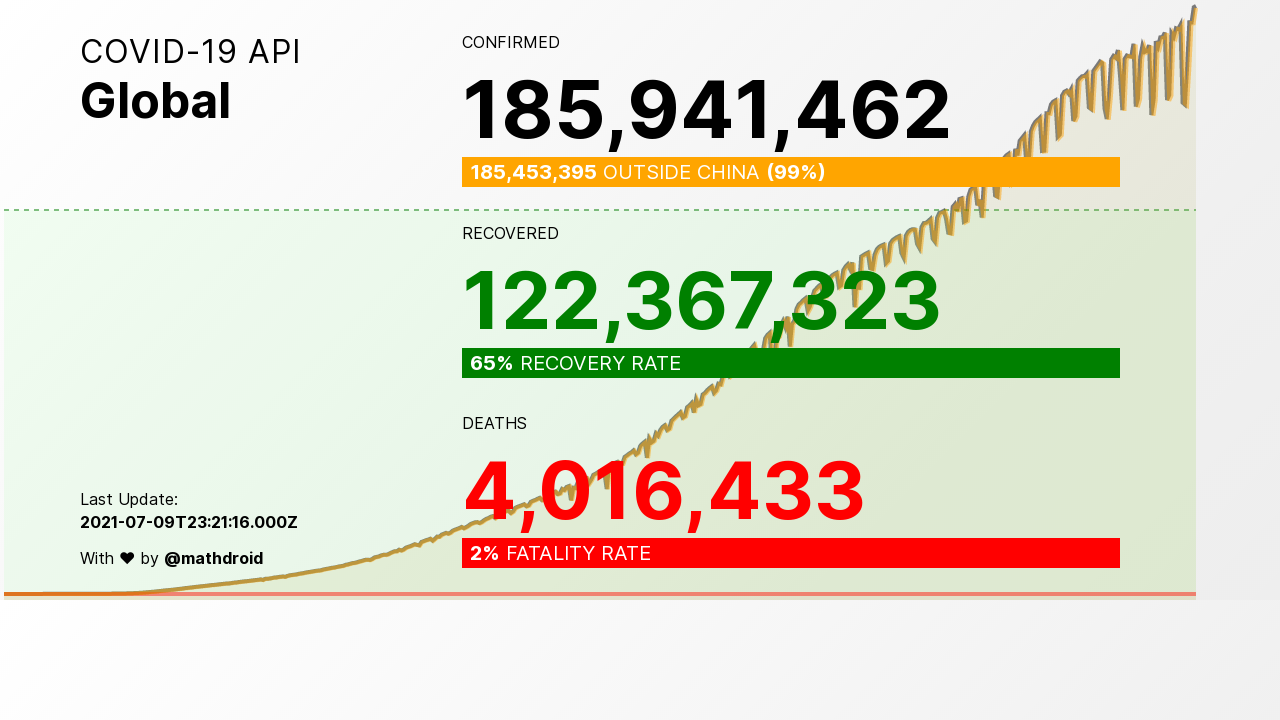 COVID-19 API
Global
CONFIRMED
185,941,462
185,453,395 OUTSIDE CHINA (99%)
RECOVERED
122,367,323
65% RECOVERY RATE
DEATHS
4,016,433
2% FATALITY RATE
Last Update:
2021-07-09T23:21:16.000Z
With ♥ by @mathdroid